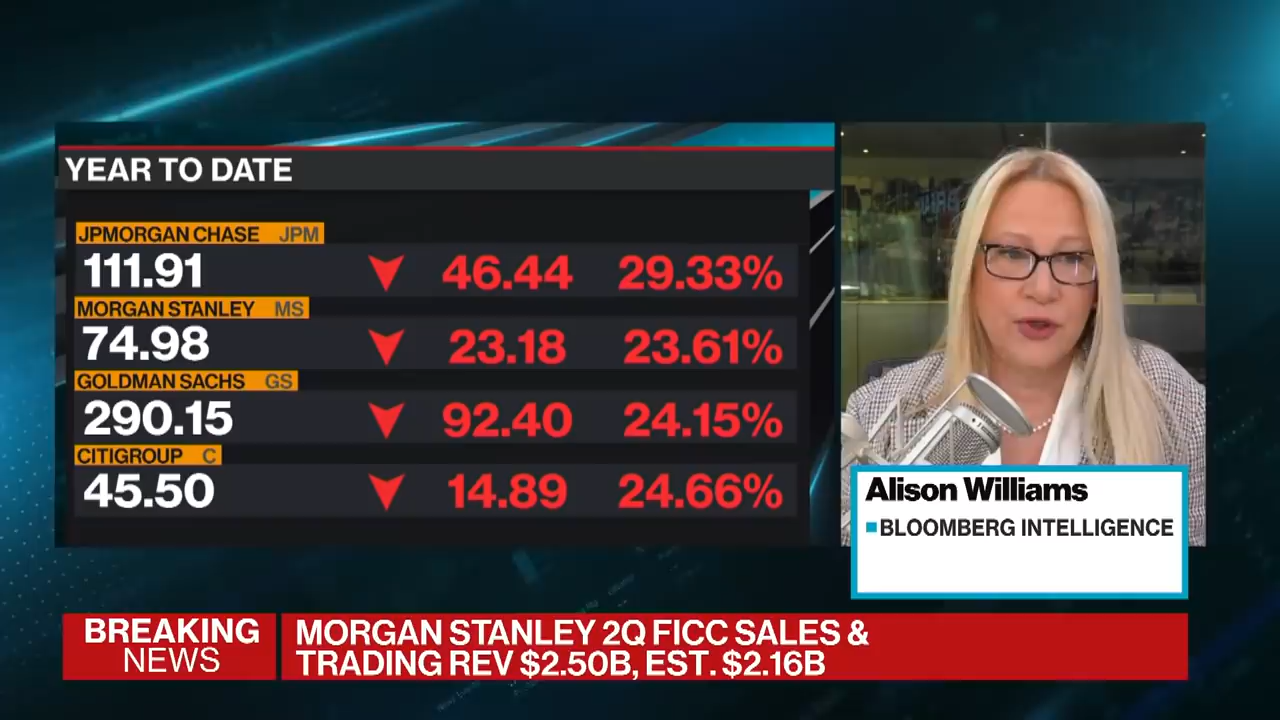 YEAR TO DATE
JPMORGAN CHASE JPM
111.91 46.44 29.33%
MORGAN STANLEY MS
74.98 23.18 23.61%
GOLDMAN SACHS GS
290.15 92.40 24.15%
CITIGROUP C
45.50 14.89 24.66%
Alison Williams
BLOOMBERG INTELLIGENCE
BREAKING
NEWS
MORGAN STANLEY 2Q FICC SALES &
TRADING REV $2.50B, EST. $2.16B